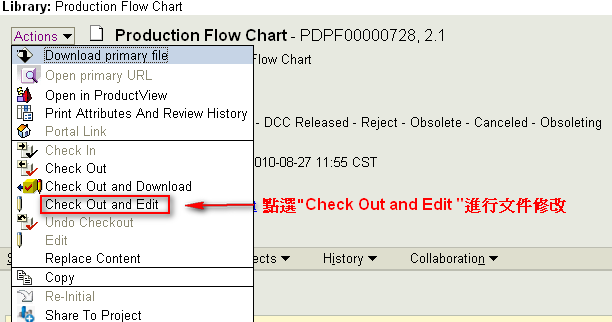 Library: Production Flow Chart
Actions Production Flow Chart - PDPF00000728, 2.1
Download primary file
Flow Chart
Open primary URL
Open in ProductView
Print Attributes And Review History
Portal Link
- DCC Released - Reject - Obsolete - Canceled - Obsoleting
Check In
Check Out
010-08-27 11:55 CST
Check Out and Download
Check Out and Edit
點選"Check Out and Edit "進行文件修改
Undo Checkout
Edit
Replace Content
ects History Collaboration
Copy
Re-Initial
Share To Project